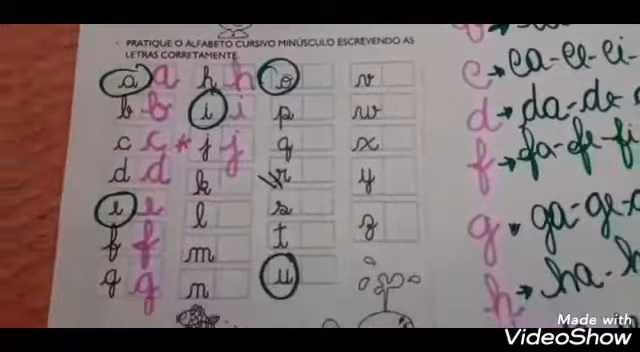 PRATIQUE O ALFABETO CURSIVO MINÚSCULO ESCREVENDO AS
LETRAS CORRETAMENTE
a a h h o v
b b i i p w
c c * j j q x
d d k r y
e e l s z
f f m t
g g n u
c → ca-ce-ci-
d → da-de-
f → fa-fe-fi
g → ga-ge-
h → ha-h
Made with
VideoShow